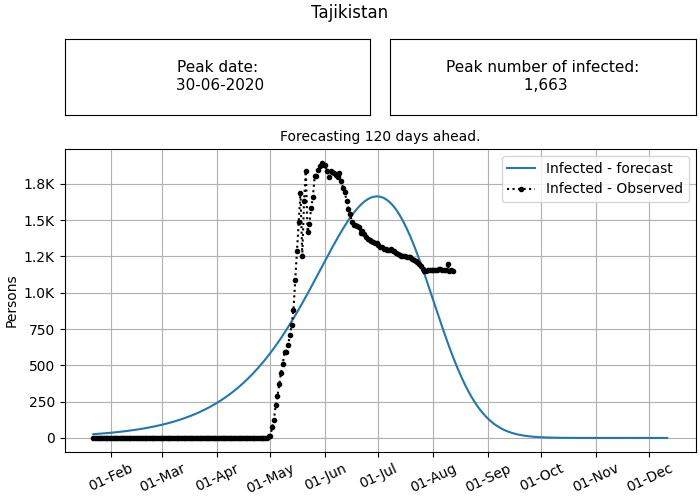 Tajikistan
Peak date:
30-06-2020
Peak number of infected:
1,663
Forecasting 120 days ahead.
Infected - forecast
Infected - Observed
Persons
1.8K
1.5K
1.2K
1.0K
750
500
250
0
01-Feb
01-Mar
01-Apr
01-May
01-Jun
01-Jul
01-Aug
01-Sep
01-Oct
01-Nov
01-Dec